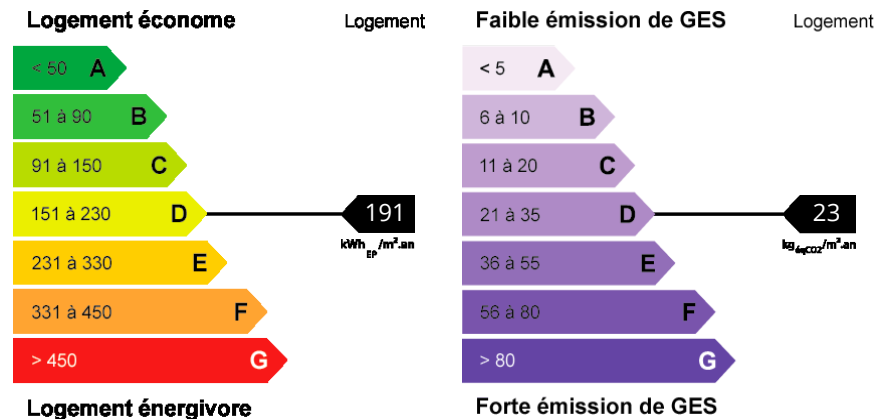 Logement économe Logement
< 50 A
51 à 90 B
91 à 150 C
151 à 230 D 191
kWhEP/m².an
231 à 330 E
331 à 450 F
> 450 G
Logement énergivore
Faible émission de GES Logement
< 5 A
6 à 10 B
11 à 20 C
21 à 35 D 23
kgéqCO2/m².an
36 à 55 E
56 à 80 F
> 80 G
Forte émission de GES